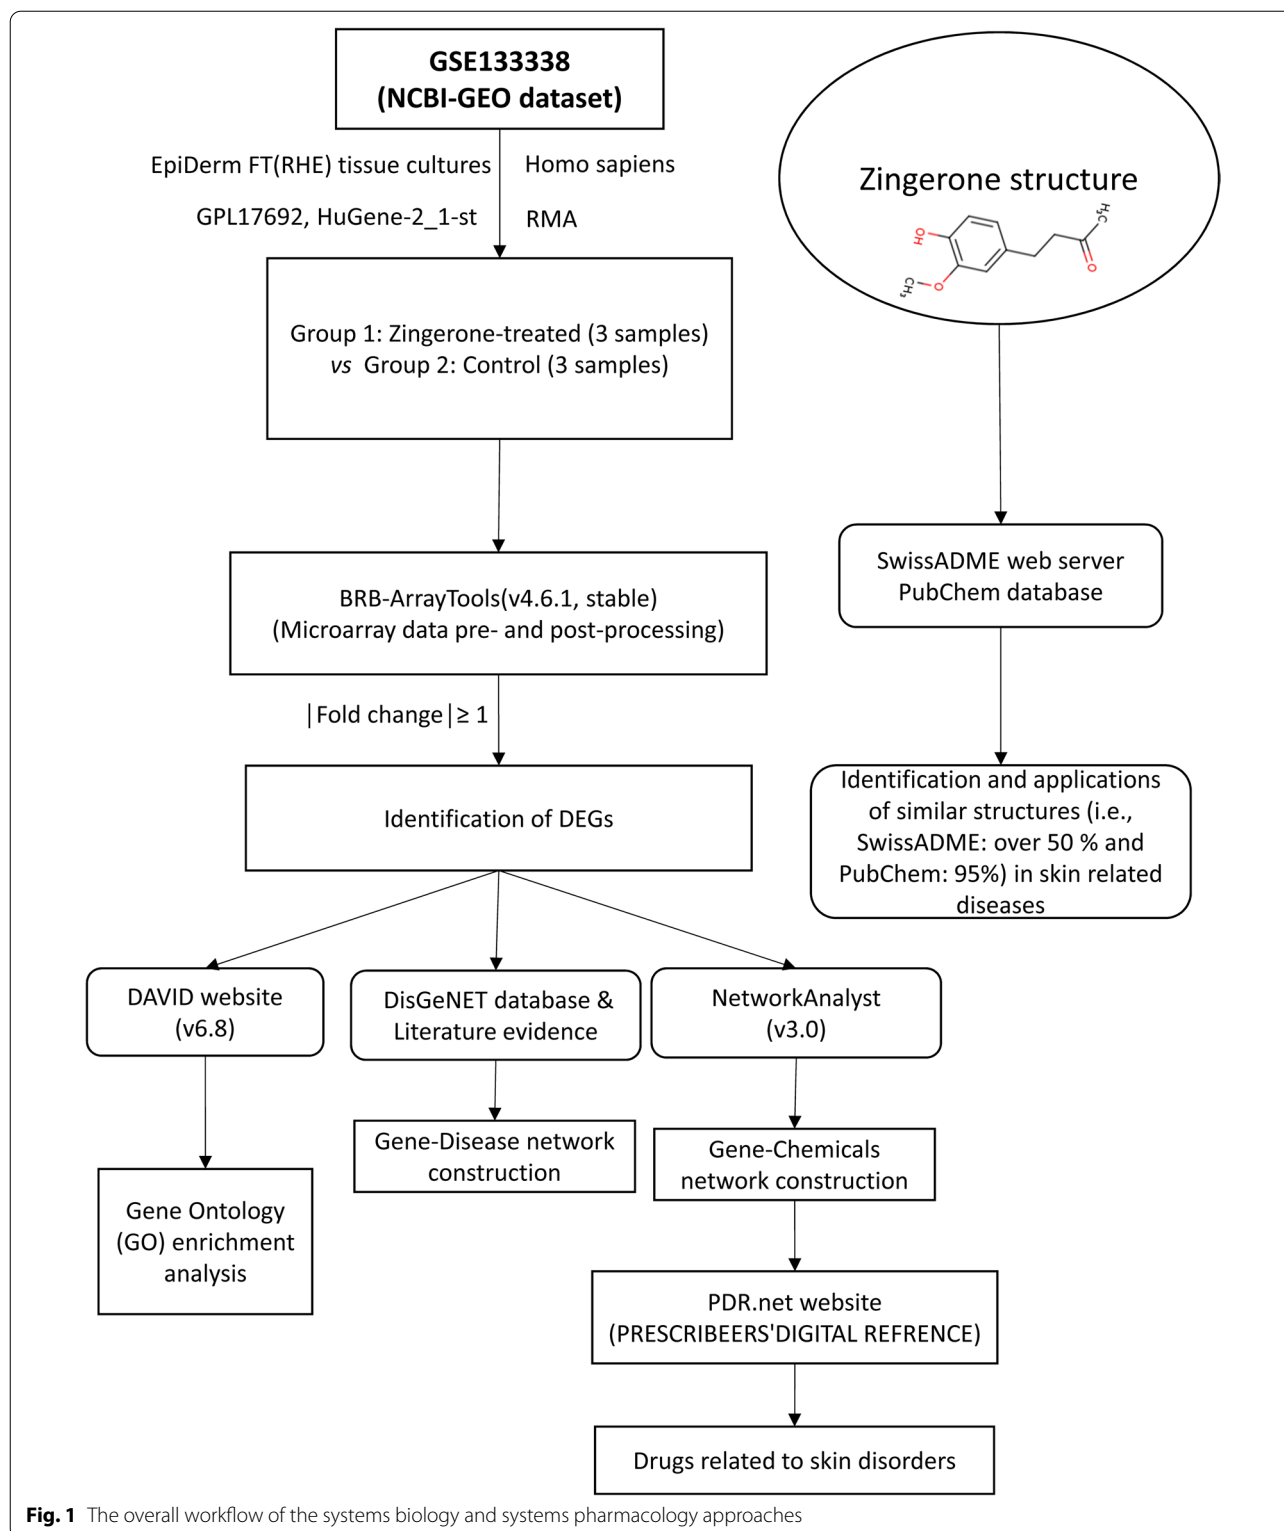 GSE133338
(NCBI-GEO dataset)
EpiDerm FT(RHE) tissue cultures
Homo sapiens
GPL17692, HuGene-2_1-st
RMA
Group 1: Zingerone-treated (3 samples)
vs Group 2: Control (3 samples)
BRB-ArrayTools(v4.6.1, stable)
(Microarray data pre- and post-processing)
|Fold change|≥ 1
Identification of DEGs
DAVID website
(v6.8)
DisGeNET database &
Literature evidence
NetworkAnalyst
(v3.0)
Gene Ontology
(GO) enrichment
analysis
Gene-Disease network
construction
Gene-Chemicals
network construction
PDR.net website
(PRESCRIBEERS'DIGITAL REFRENCE)
Drugs related to skin disorders
Zingerone structure
H₃C
OH
O
O
CH₃
SwissADME web server
PubChem database
Identification and applications
of similar structures (i.e.,
SwissADME: over 50 % and
PubChem: 95%) in skin related
diseases
Fig. 1 The overall workflow of the systems biology and systems pharmacology approaches